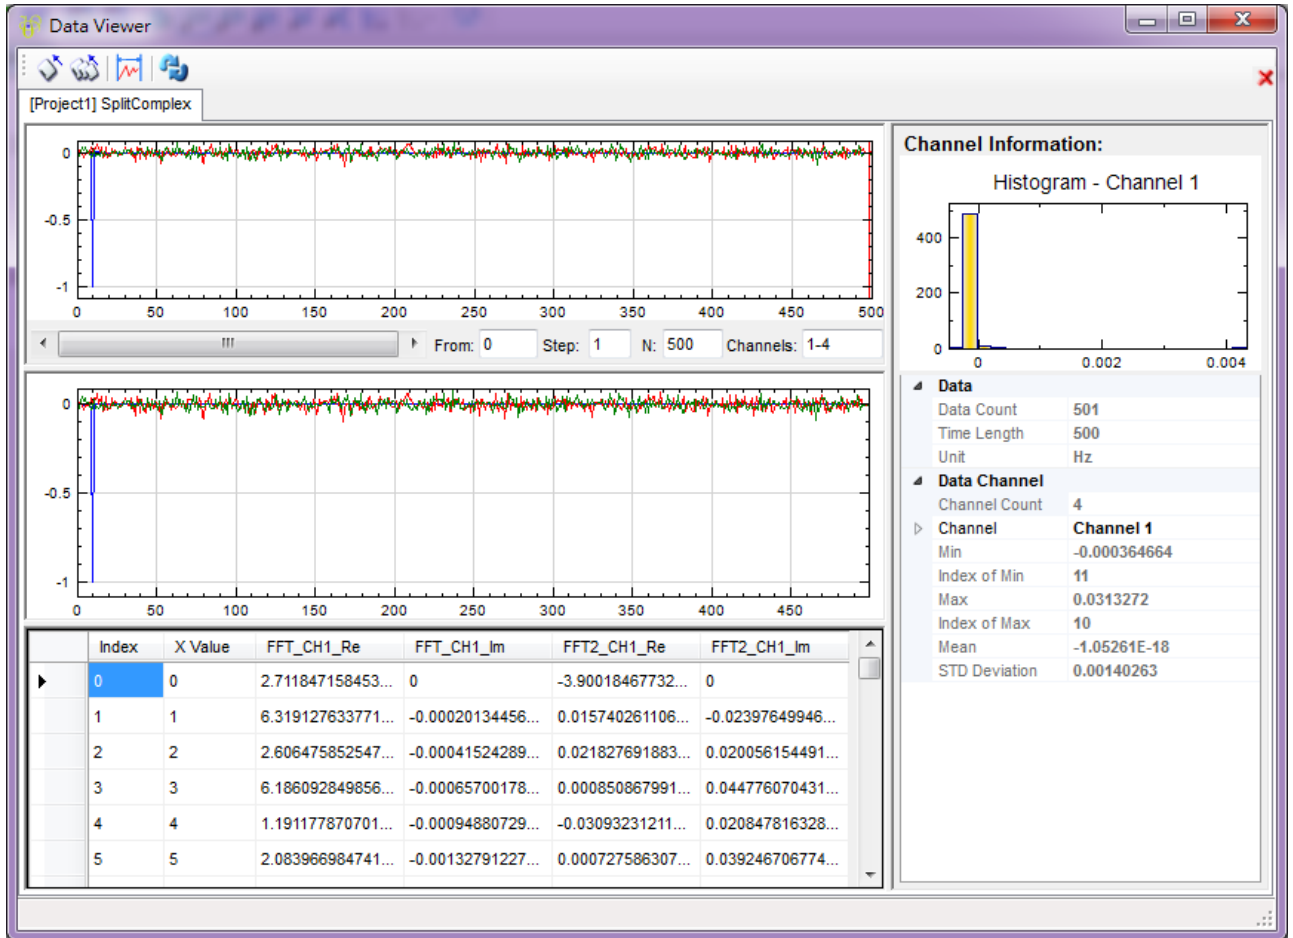 Data Viewer
[Project1] SplitComplex
0
-0.5
-1
0 50 100 150 200 250 300 350 400 450 500
From: 0 Step: 1 N: 500 Channels: 1-4
0
-0.5
-1
0 50 100 150 200 250 300 350 400 450
Index X Value FFT_CH1_Re FFT_CH1_Im FFT2_CH1_Re FFT2_CH1_Im
0 0 2.711847158453... 0 -3.90018467732... 0
1 1 6.319127633771... -0.00020134456... 0.015740261106... -0.02397649946...
2 2 2.606475852547... -0.00041524289... 0.021827691883... 0.020056154491...
3 3 6.186092849856... -0.00065700178... 0.000850867991... 0.044776070431...
4 4 1.191177870701... -0.00094880729... -0.03093231211... 0.020847816328...
5 5 2.083966984741... -0.00132791227... 0.000727586307... 0.039246706774...
Channel Information:
Histogram - Channel 1
400
200
0
0 0.002 0.004
Data
Data Count 501
Time Length 500
Unit Hz
Data Channel
Channel Count 4
Channel Channel 1
Min -0.000364664
Index of Min 11
Max 0.0313272
Index of Max 10
Mean -1.05261E-18
STD Deviation 0.00140263